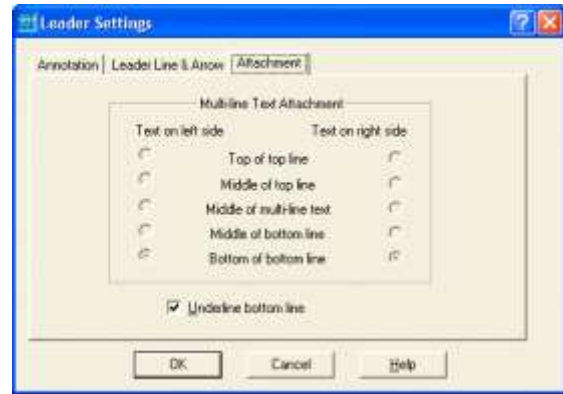 Leader Settings
Annotation Leader Line & Arrow Attachment
Multi-line Text Attachment
Text on left side Text on right side
Top of top line
Middle of top line
Middle of multi-line text
Middle of bottom line
Bottom of bottom line
Underline bottom line
OK Cancel Help